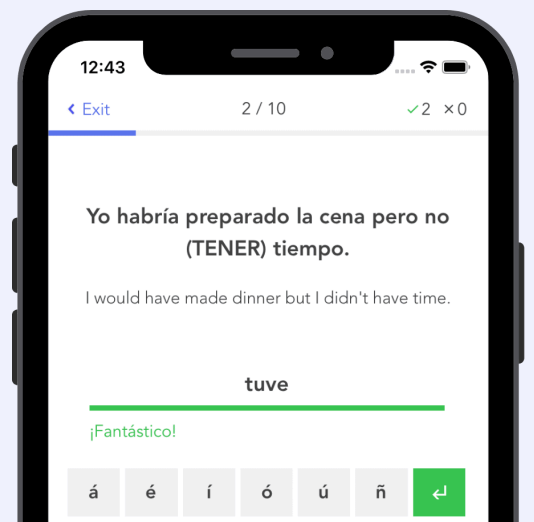 12:43
Exit
2 / 10
✓2 ×0
Yo habría preparado la cena pero no
(TENER) tiempo.
I would have made dinner but I didn't have time.
tuve
¡Fantástico!
á é í ó ú ñ